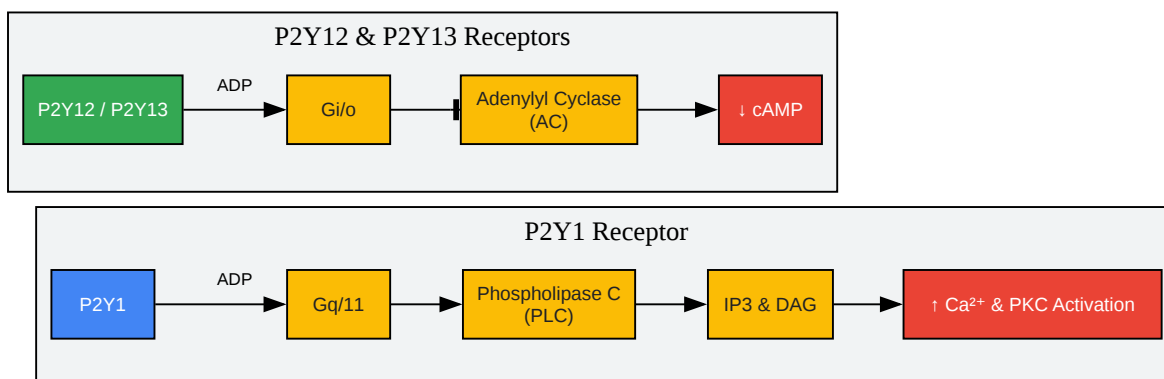 P2Y12 & P2Y13 Receptors
P2Y12 / P2Y13
ADP
Gi/o
Adenylyl Cyclase
(AC)
↓ cAMP
P2Y1 Receptor
P2Y1
ADP
Gq/11
Phospholipase C
(PLC)
IP3 & DAG
↑ Ca²⁺ & PKC Activation